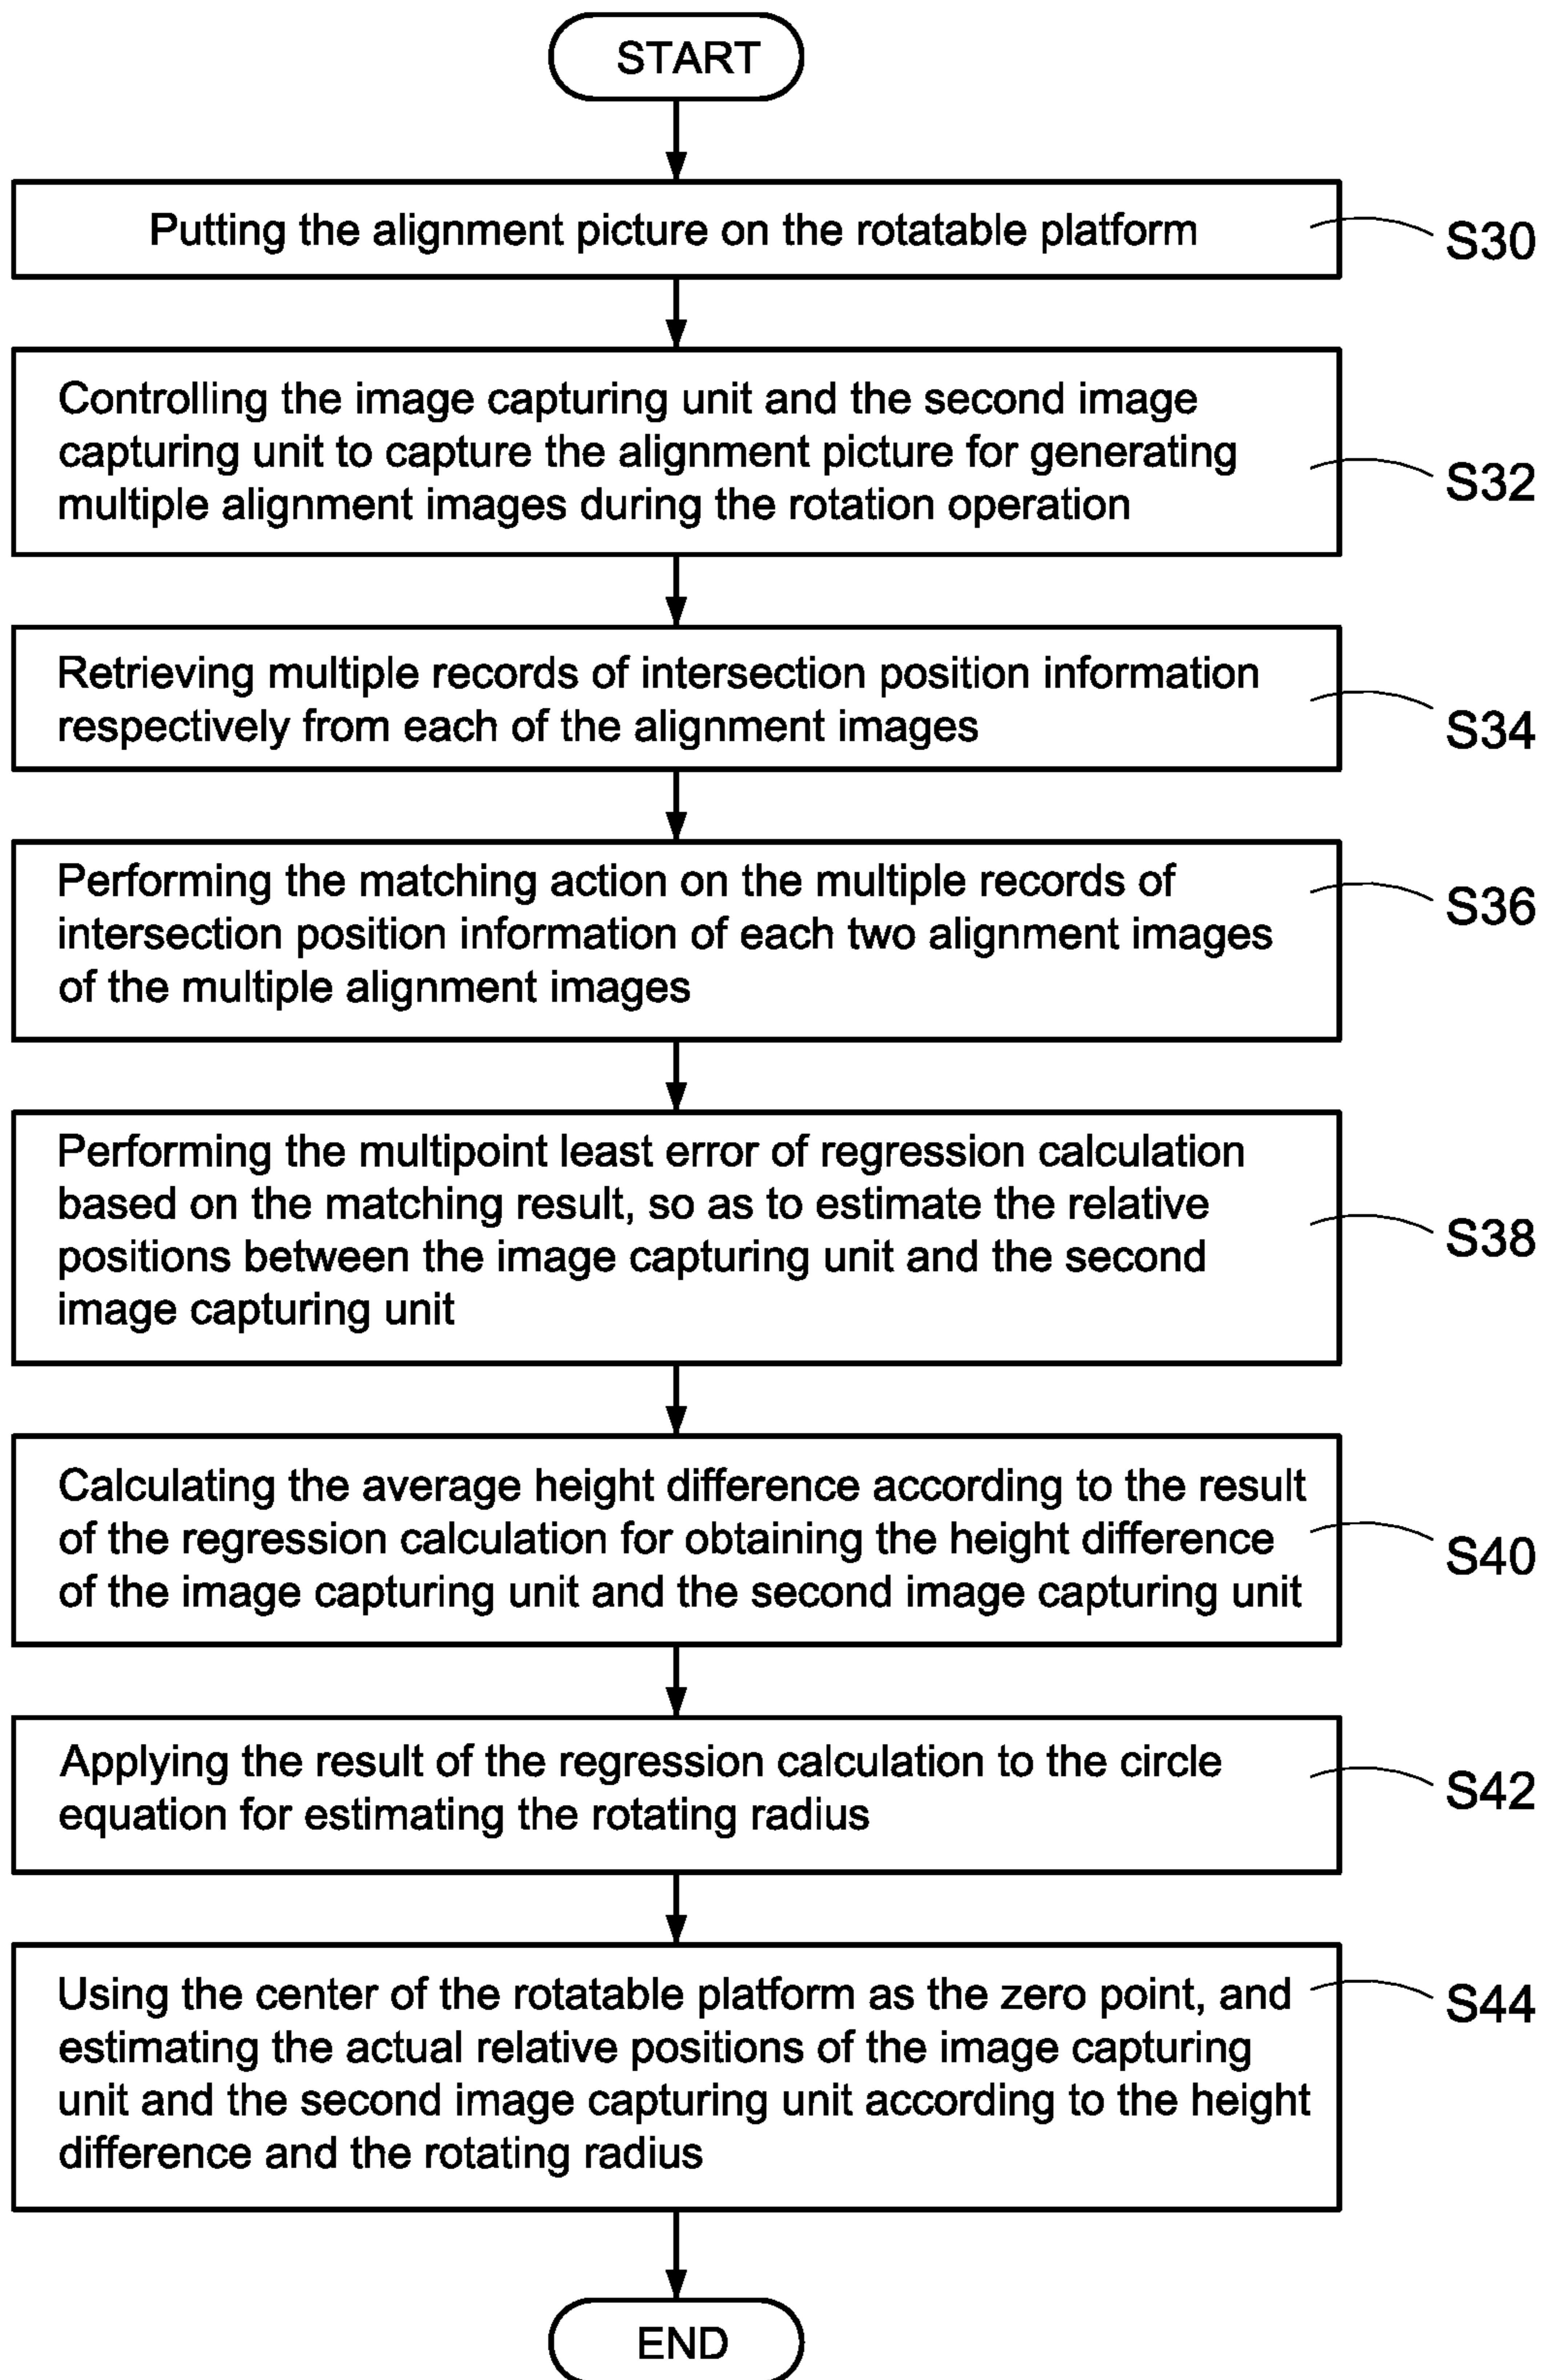 START
Putting the alignment picture on the rotatable platform
S30
Controlling the image capturing unit and the second image
capturing unit to capture the alignment picture for generating
multiple alignment images during the rotation operation
S32
Retrieving multiple records of intersection position information
respectively from each of the alignment images
S34
Performing the matching action on the multiple records of
intersection position information of each two alignment images
of the multiple alignment images
S36
Performing the multipoint least error of regression calculation
based on the matching result, so as to estimate the relative
positions between the image capturing unit and the second
image capturing unit
S38
Calculating the average height difference according to the result
of the regression calculation for obtaining the height difference
of the image capturing unit and the second image capturing unit
S40
Applying the result of the regression calculation to the circle
equation for estimating the rotating radius
S42
Using the center of the rotatable platform as the zero point, and
estimating the actual relative positions of the image capturing
unit and the second image capturing unit according to the height
difference and the rotating radius
S44
END